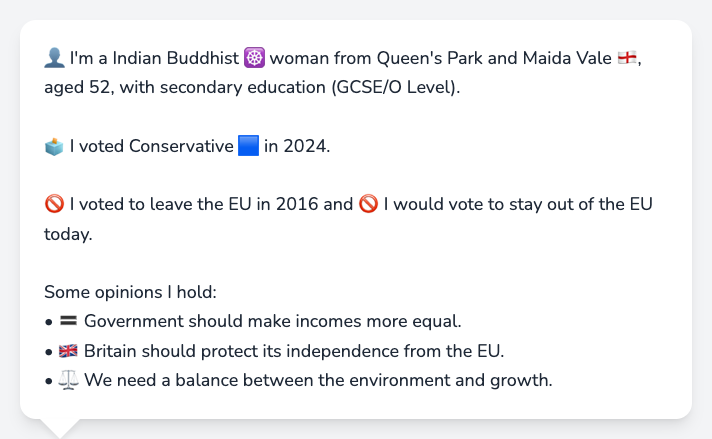 👤 I'm a Indian Buddhist ☸️ woman from Queen's Park and Maida Vale 🏴󠁧󠁢󠁥󠁮󠁧󠁿,
aged 52, with secondary education (GCSE/O Level).
🗳️ I voted Conservative 🟦 in 2024.
🚫 I voted to leave the EU in 2016 and 🚫 I would vote to stay out of the EU
today.
Some opinions I hold:
• 🟰 Government should make incomes more equal.
• 🇬🇧 Britain should protect its independence from the EU.
• ⚖️ We need a balance between the environment and growth.